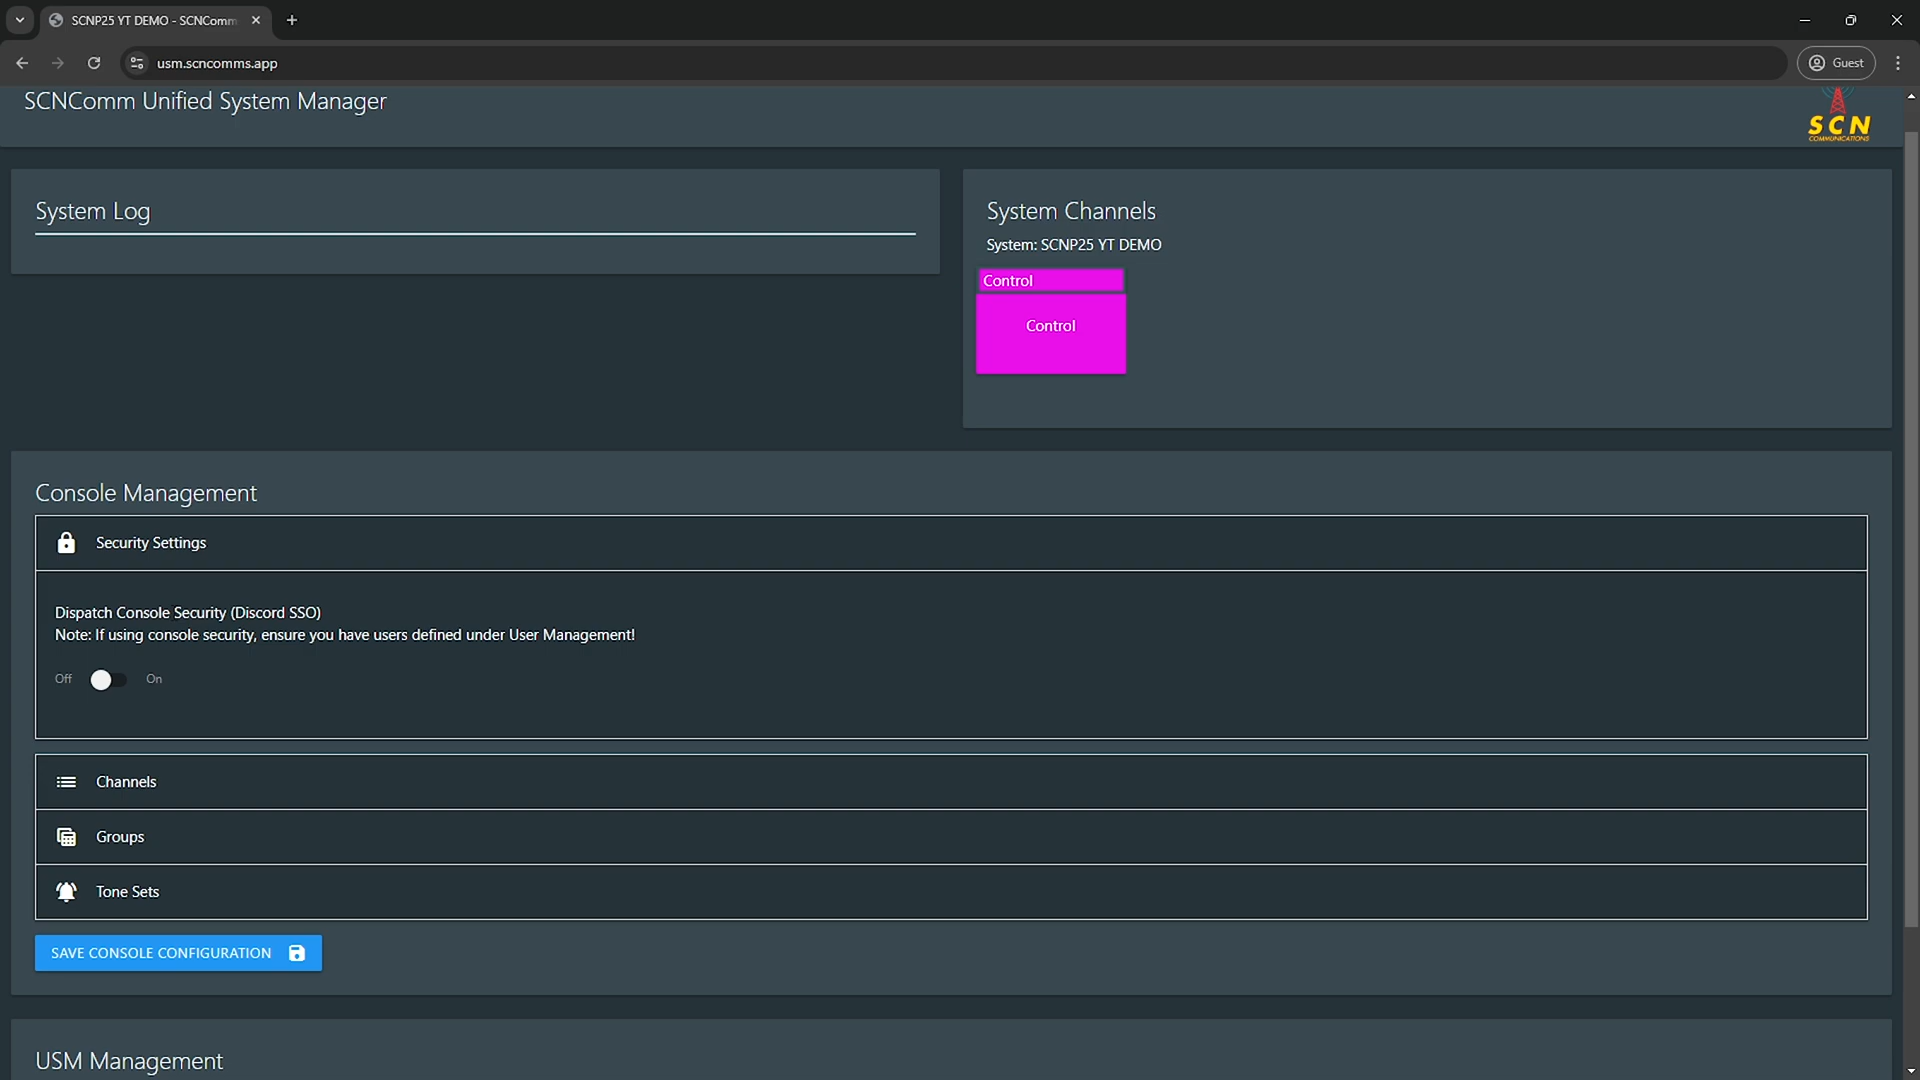 SCNP25 YT DEMO - SCNComm
usm.scncomms.app
Guest
SCNComm Unified System Manager
SCN
COMMUNICATIONS
System Log
System Channels
System: SCNP25 YT DEMO
Control
Control
Console Management
Security Settings
Dispatch Console Security (Discord SSO)
Note: If using console security, ensure you have users defined under User Management!
Off On
Channels
Groups
Tone Sets
SAVE CONSOLE CONFIGURATION
USM Management